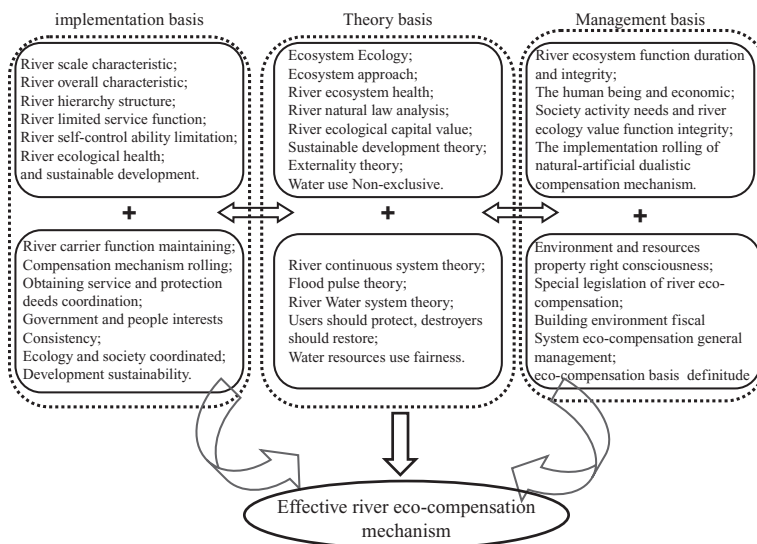 implementation basis
River scale characteristic;
River overall characteristic;
River hierarchy structure;
River limited service function;
River self-control ability limitation;
River ecological health;
and sustainable development.
+
River carrier function maintaining;
Compensation mechanism rolling;
Obtaining service and protection
deeds coordination;
Government and people interests
Consistency;
Ecology and society coordinated;
Development sustainability.
Theory basis
Ecosystem Ecology;
Ecosystem approach;
River ecosystem health;
River natural law analysis;
River ecological capital value;
Sustainable development theory;
Externality theory;
Water use Non-exclusive.
+
River continuous system theory;
Flood pulse theory;
River Water system theory;
Users should protect, destroyers
should restore;
Water resources use fairness.
Management basis
River ecosystem function duration
and integrity;
The human being and economic;
Society activity needs and river
ecology value function integrity;
The implementation rolling of
natural-artificial dualistic
compensation mechanism.
+
Environment and resources
property right consciousness;
Special legislation of river eco-
compensation;
Building environment fiscal
System eco-compensation general
management;
eco-compensation basis definitude
Effective river eco-compensation
mechanism